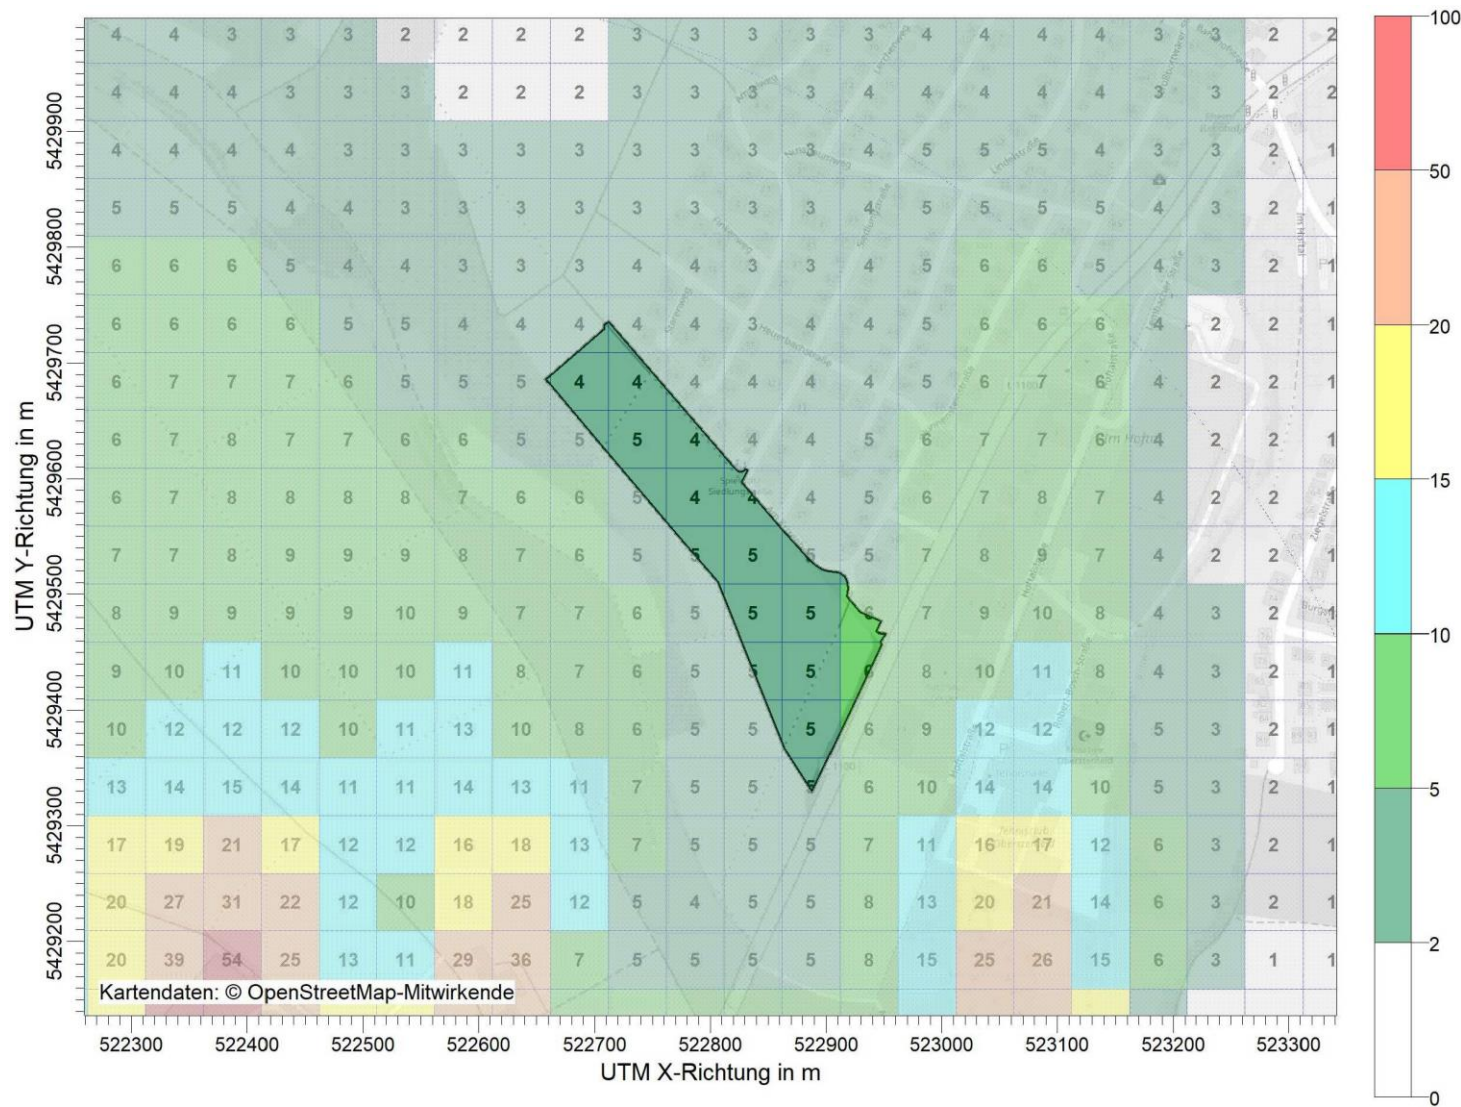 4 4 3 3 3 2 2 2 2 3 3 3 3 3 4 4 4 4 3 3 2 2
4 4 4 3 3 3 2 2 2 3 3 3 3 4 4 4 4 4 3 3 2 2
4 4 4 4 3 3 3 3 3 3 3 3 3 4 5 5 5 4 3 3 2 1
5 5 5 4 4 3 3 3 3 3 3 3 3 4 5 5 5 5 4 3 2 1
6 6 6 5 4 4 3 3 3 4 4 3 3 4 5 6 6 5 4 3 2 1
6 6 6 6 5 5 4 4 4 4 4 3 4 4 5 6 6 6 4 2 2 1
6 7 7 7 6 5 5 5 4 4 4 4 4 4 5 6 7 6 4 2 2 1
6 7 8 7 7 6 6 5 5 5 4 4 4 5 6 7 7 6 4 2 2 1
6 7 8 8 8 8 7 6 6 5 4 4 4 5 6 7 8 7 4 2 2 1
7 7 8 9 9 9 8 7 6 5 5 5 5 5 7 8 9 7 4 2 2 1
8 9 9 9 9 10 9 7 7 6 5 5 5 6 7 9 10 8 4 3 2 1
9 10 11 10 10 10 11 8 7 6 5 5 5 6 8 10 11 8 4 3 2 1
10 12 12 12 10 11 13 10 8 6 5 5 5 6 9 12 12 9 5 3 2 1
13 14 15 14 11 11 14 13 11 7 5 5 5 6 10 14 14 10 5 3 2 1
17 19 21 17 12 12 16 18 13 7 5 5 5 7 11 16 17 12 6 3 2 1
20 27 31 22 12 10 18 25 12 5 4 5 5 8 13 20 21 14 6 3 2 1
20 39 54 25 13 11 29 36 7 5 5 5 5 8 15 25 26 15 6 3 1 1
Lerchenweg
Lindelstraße
Siedlungsstraße
Finkenweg
Starenweg
Ziegelstraße
Kartendaten: © OpenStreetMap-Mitwirkende
UTM Y-Richtung in m
5429900
5429800
5429700
5429600
5429500
5429400
5429300
5429200
522300 522400 522500 522600 522700 522800 522900 523000 523100 523200 523300
UTM X-Richtung in m
100
50
20
15
10
5
2
0